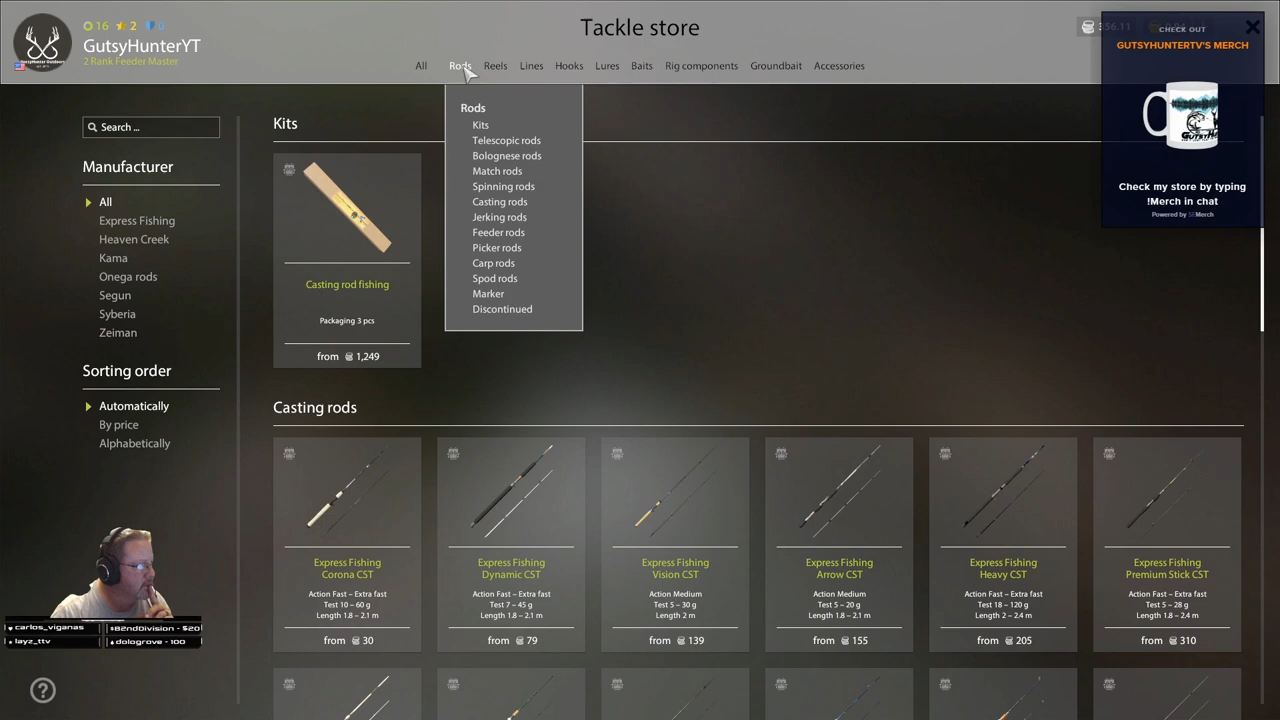 16 2 0
GutsyHunterYT
2 Rank Feeder Master
Tackle store
All Rods Reels Lines Hooks Lures Baits Rig components Groundbait Accessories
CHECK OUT
GUTSYHUNTERTV'S MERCH
Check my store by typing
!Merch in chat
Powered by SEMerch
Search ...
Manufacturer
All
Express Fishing
Heaven Creek
Kama
Onega rods
Segun
Syberia
Zeiman
Sorting order
Automatically
By price
Alphabetically
Rods
Kits
Telescopic rods
Bolognese rods
Match rods
Spinning rods
Casting rods
Jerking rods
Feeder rods
Picker rods
Carp rods
Spod rods
Marker
Discontinued
Kits
Casting rod fishing
Packaging 3 pcs
from 1,249
Casting rods
Express Fishing
Corona CST
Action Fast – Extra fast
Test 10 – 60 g
Length 1.8 – 2.1 m
from 30
Express Fishing
Dynamic CST
Action Fast – Extra fast
Test 7 – 45 g
Length 1.8 – 2.1 m
from 79
Express Fishing
Vision CST
Action Medium
Test 5 – 30 g
Length 2 m
from 139
Express Fishing
Arrow CST
Action Medium
Test 5 – 20 g
Length 1.8 – 2.1 m
from 155
Express Fishing
Heavy CST
Action Fast – Extra fast
Test 18 – 120 g
Length 2 – 2.4 m
from 205
Express Fishing
Premium Stick CST
Action Fast – Extra fast
Test 5 – 28 g
Length 1.8 – 2.4 m
from 310
carlos_viganas
$82ndDivision - $20
layz_ttv
dologrove - 100
?